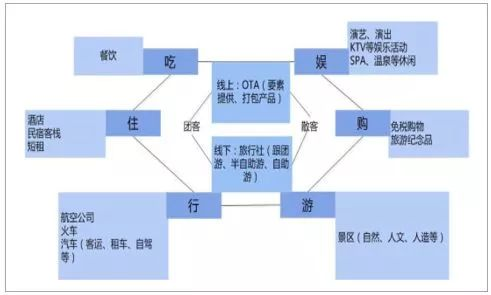 餐饮
吃
娱
演艺、演出
KTV等娱乐活动
SPA、温泉等休闲
线上：OTA（要素
提供、打包产品）
酒店
民宿客栈
短租
住
团客
散客
购
免税购物
旅游纪念品
线下：旅行社（跟团
游、半自助游、自助
游）
航空公司
火车
汽车（客运、租车、自驾
等）
行
游
景区（自然、人文、人造等）